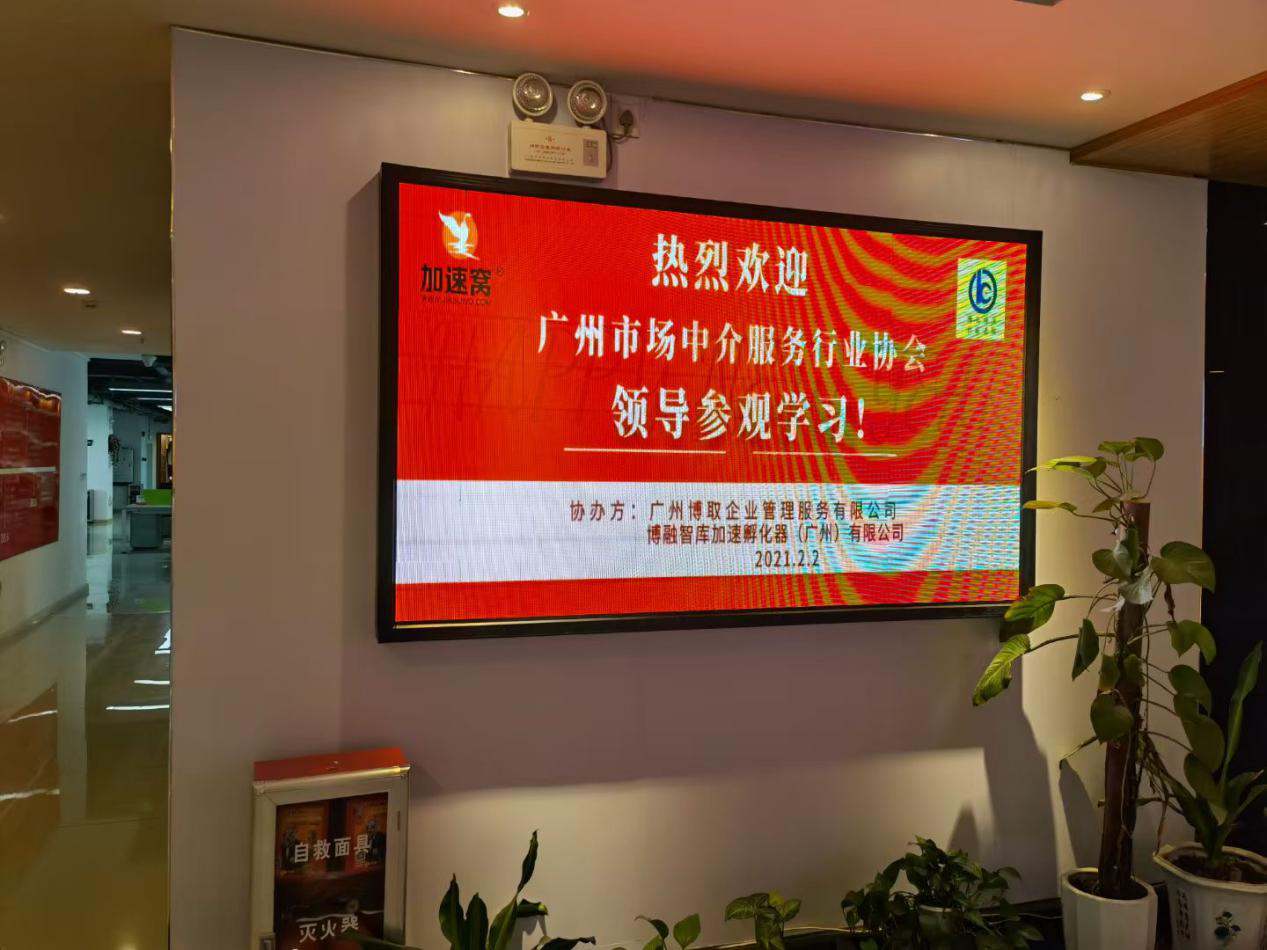 加速窝®
热烈欢迎
广州市场中介服务行业协会
领导参观学习!
协办方：广州博取企业管理服务有限公司
博融智库加速孵化器（广州）有限公司
2021.2.2
自救面具
灭火器